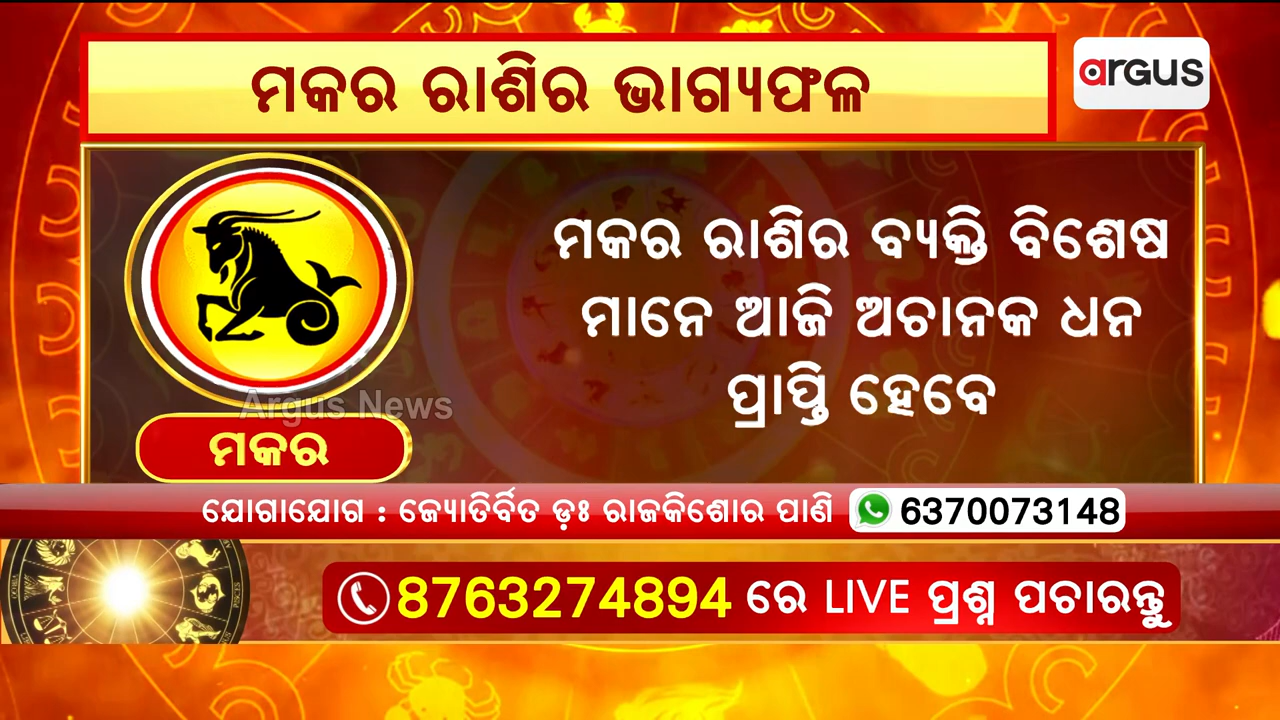 ମକର ରାଶିର ଭାଗ୍ୟଫଳ
argus
ମକର ରାଶିର ବ୍ୟକ୍ତି ବିଶେଷ
ମାନେ ଆଜି ଅଚାନକ ଧନ
ପ୍ରାପ୍ତି ହେବେ
Argus News
ମକର
ଯୋଗାଯୋଗ : ଜ୍ୟୋତିର୍ବିତ ଡ଼ଃ ରାଜକିଶୋର ପାଣି 6370073148
8763274894 ରେ LIVE ପ୍ରଶ୍ନ ପଚାରନ୍ତୁ